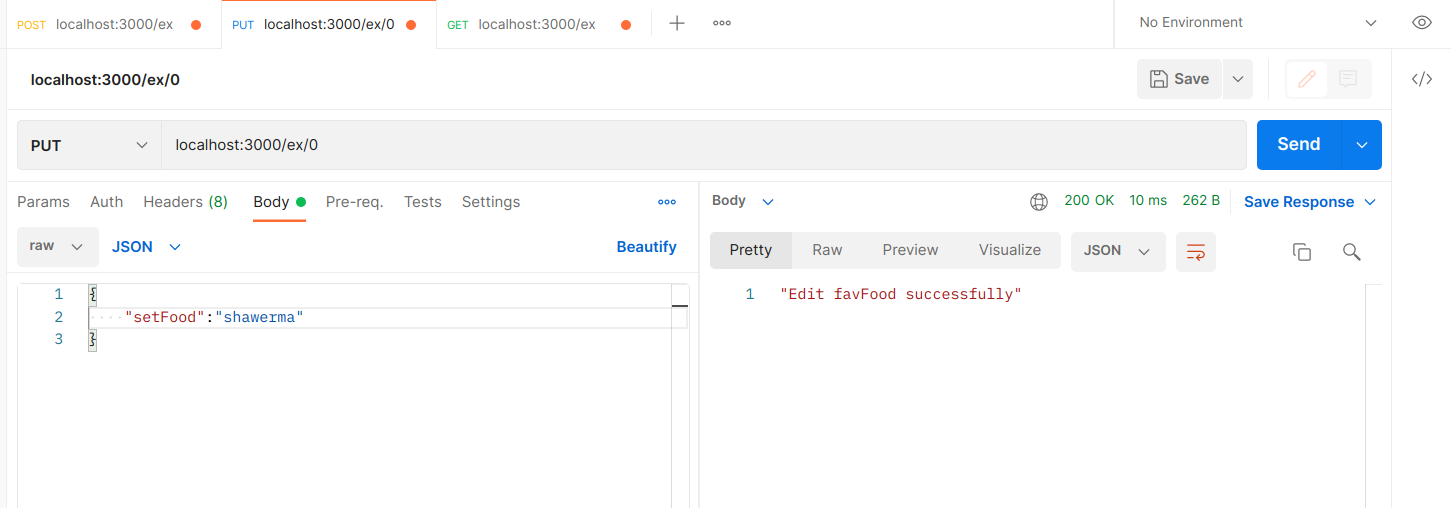 POST localhost:3000/ex PUT localhost:3000/ex/0 GET localhost:3000/ex No Environment
localhost:3000/ex/0 Save
PUT localhost:3000/ex/0 Send
Params Auth Headers (8) Body Pre-req. Tests Settings
raw JSON Beautify
1 {
2 "setFood":"shawerma"
3 }
Body 200 OK 10 ms 262 B Save Response
Pretty Raw Preview Visualize JSON
1 "Edit favFood successfully"